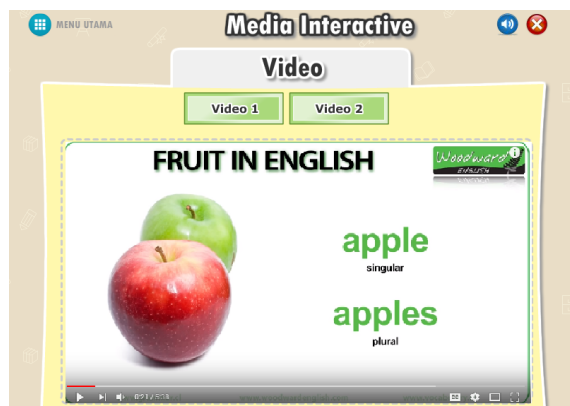 MENU UTAMA
Media Interactive
Video
Video 1
Video 2
FRUIT IN ENGLISH
Woodward
ENGLISH
apple
singular
apples
plural